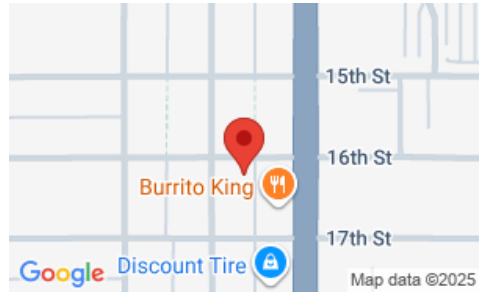 15th St
16th St
Burrito King
17th St
Discount Tire
Google
Map data ©2025